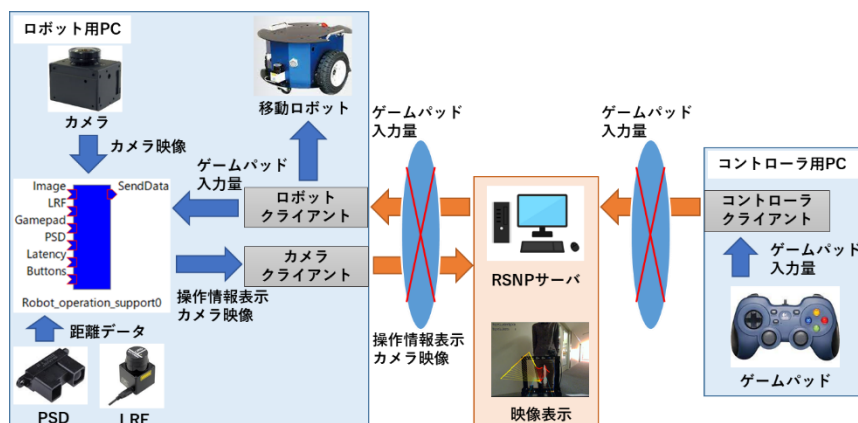 ロボット用PC
カメラ
カメラ映像
移動ロボット
ゲームパッド
入力量
ロボット
クライアント
カメラ
クライアント
Image
LRF
Gamepad
PSD
Latency
Buttons
SendData
Robot_operation_support0
操作情報表示
カメラ映像
距離データ
PSD
LRF
ゲームパッド
入力量
操作情報表示
カメラ映像
RSNPサーバ
映像表示
ゲームパッド
入力量
コントローラ用PC
コントローラ
クライアント
ゲームパッド
入力量
ゲームパッド